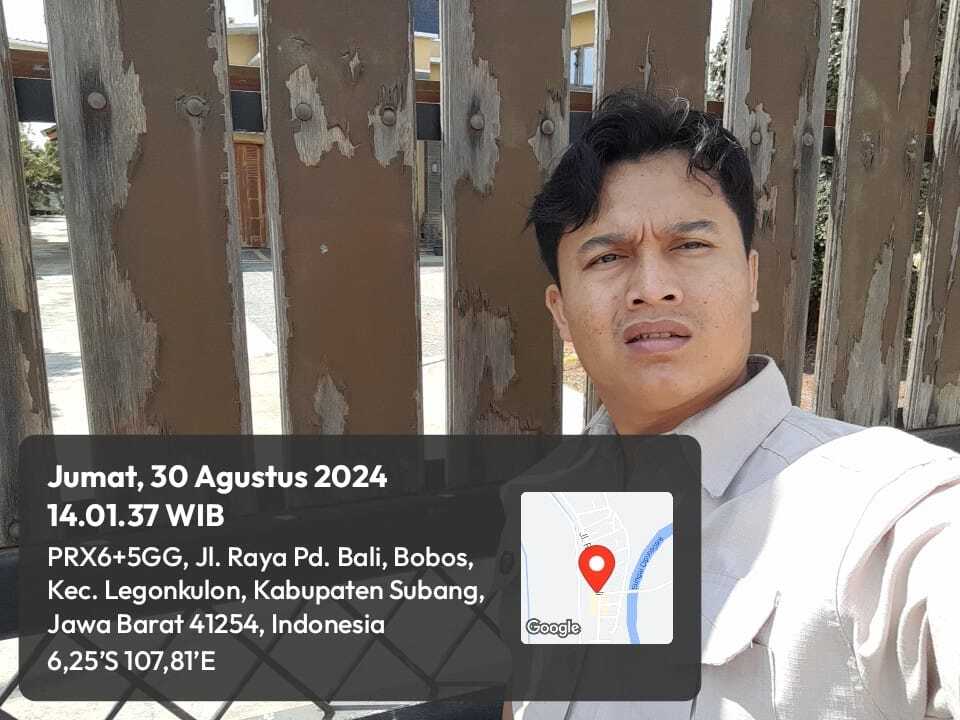 Jumat, 30 Agustus 2024
14.01.37 WIB
PRX6+5GG, Jl. Raya Pd. Bali, Bobos,
Kec. Legonkulon, Kabupaten Subang,
Jawa Barat 41254, Indonesia
6,25’S 107,81’E
Google